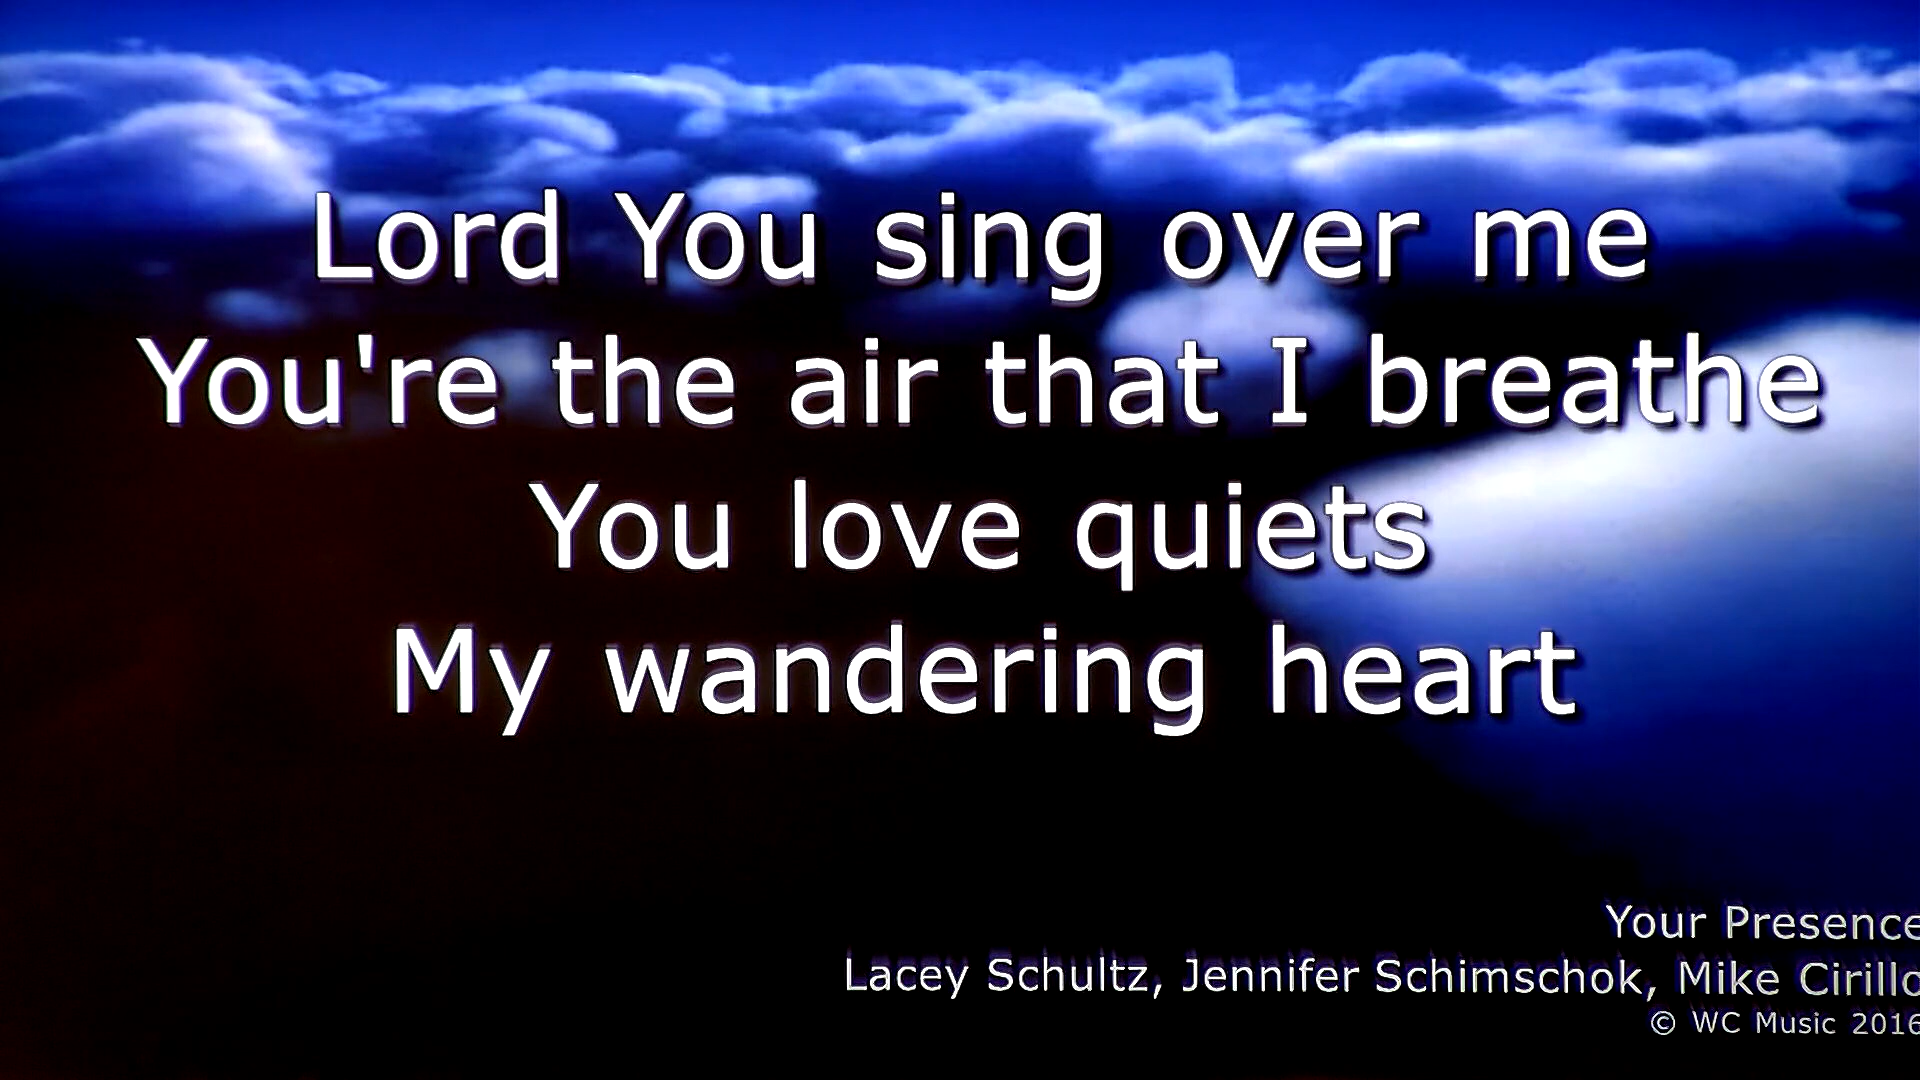 Lord You sing over me
You're the air that I breathe
You love quiets
My wandering heart
Your Presence
Lacey Schultz, Jennifer Schimschok, Mike Cirillo
© WC Music 2016